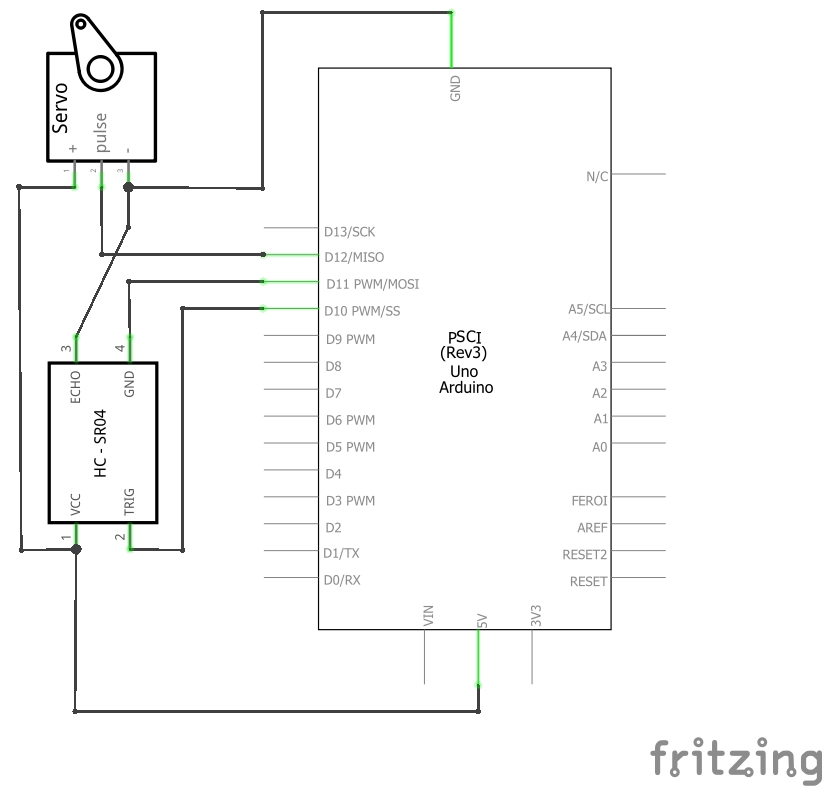 Servo
+
pulse
-
1
2
3
GND
N/C
D13/SCK
D12/MISO
D11 PWM/MOSI
D10 PWM/SS
D9 PWM
D8
D7
D6 PWM
D5 PWM
D4
D3 PWM
D2
D1/TX
D0/RX
PSCI
(Rev3)
Uno
Arduino
A5/SCL
A4/SDA
A3
A2
A1
A0
FEROI
AREF
RESET2
RESET
3
4
ECHO
GND
HC - SR04
VCC
TRIG
1
2
VIN
5V
3V3
fritzing